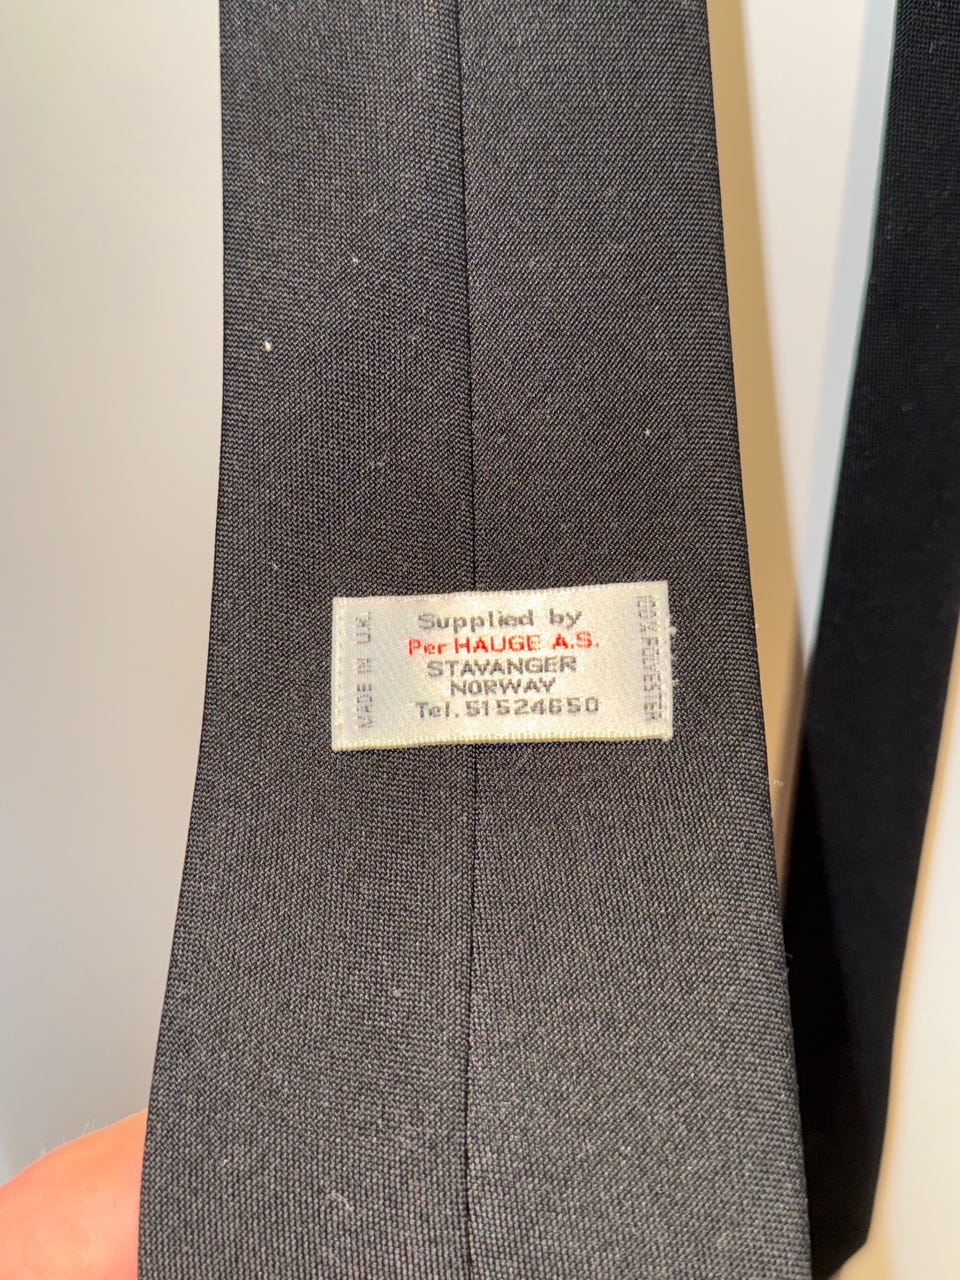 Supplied by
Per HAUGE A.S.
STAVANGER
NORWAY
Tel. 51524650
MADE IN U.K.
100% POLYESTER